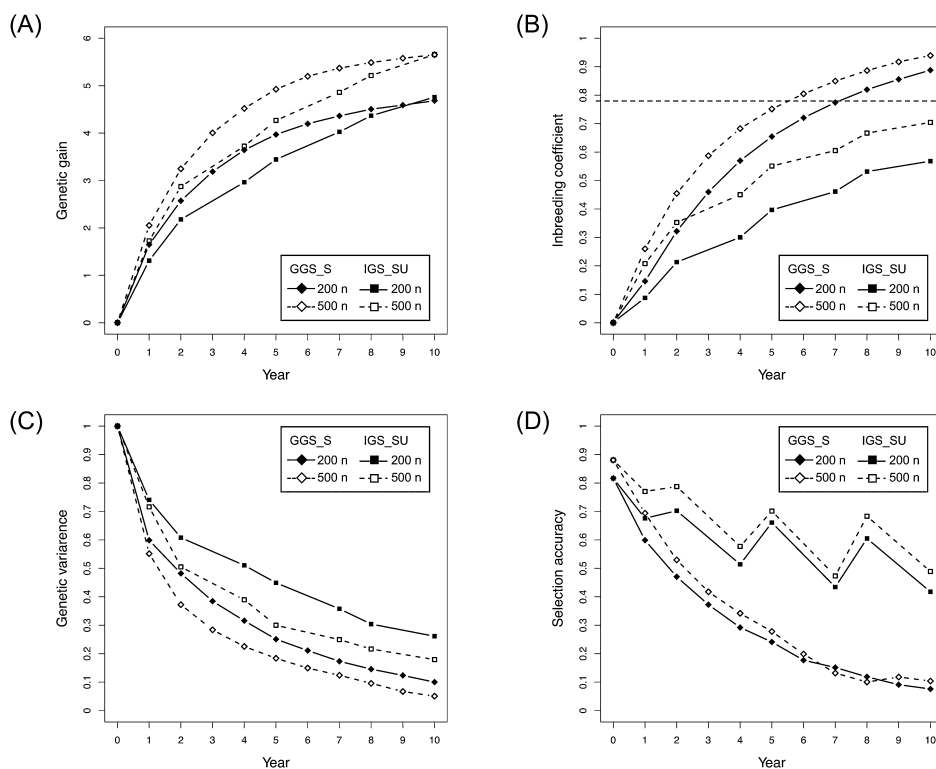 (A)
Genetic gain
6
5
4
3
2
1
0
GGS_S IGS_SU
200 n 200 n
500 n 500 n
0 1 2 3 4 5 6 7 8 9 10
Year
(B)
Inbreeding coefficient
1
0.9
0.8
0.7
0.6
0.5
0.4
0.3
0.2
0.1
0
GGS_S IGS_SU
200 n 200 n
500 n 500 n
0 1 2 3 4 5 6 7 8 9 10
Year
(C)
Genetic variarence
1
0.9
0.8
0.7
0.6
0.5
0.4
0.3
0.2
0.1
0
GGS_S IGS_SU
200 n 200 n
500 n 500 n
0 1 2 3 4 5 6 7 8 9 10
Year
(D)
Selection accuracy
1
0.9
0.8
0.7
0.6
0.5
0.4
0.3
0.2
0.1
0
GGS_S IGS_SU
200 n 200 n
500 n 500 n
0 1 2 3 4 5 6 7 8 9 10
Year